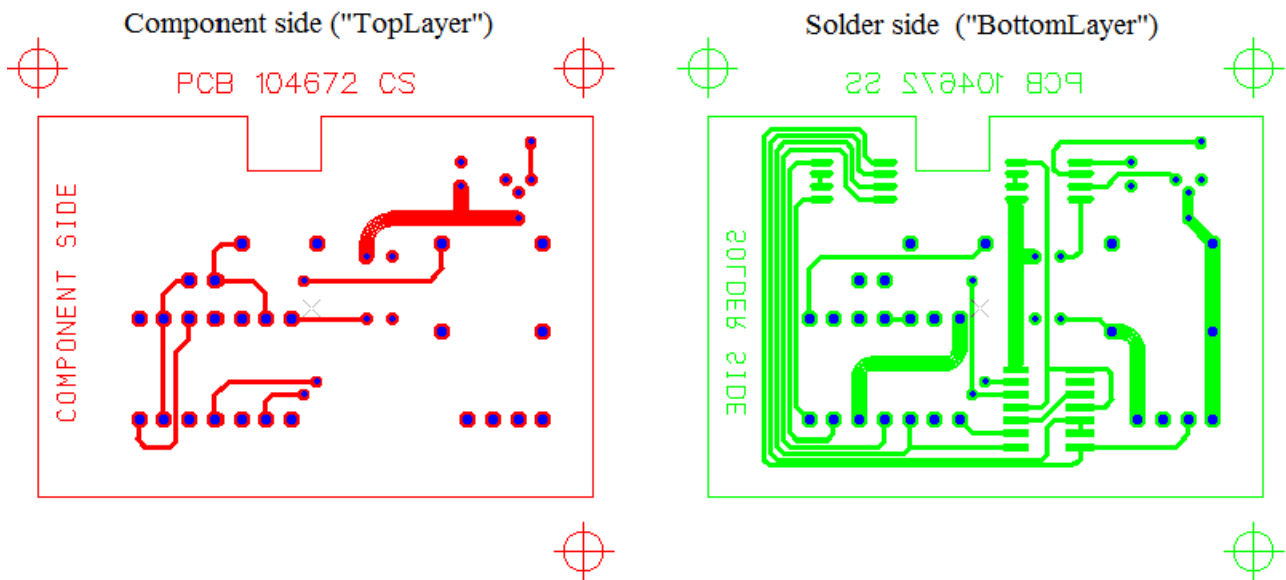 Component side ("TopLayer")
Solder side ("BottomLayer")
PCB 104672 CS
PCB 104672 SS
COMPONENT SIDE
SOLDER SIDE